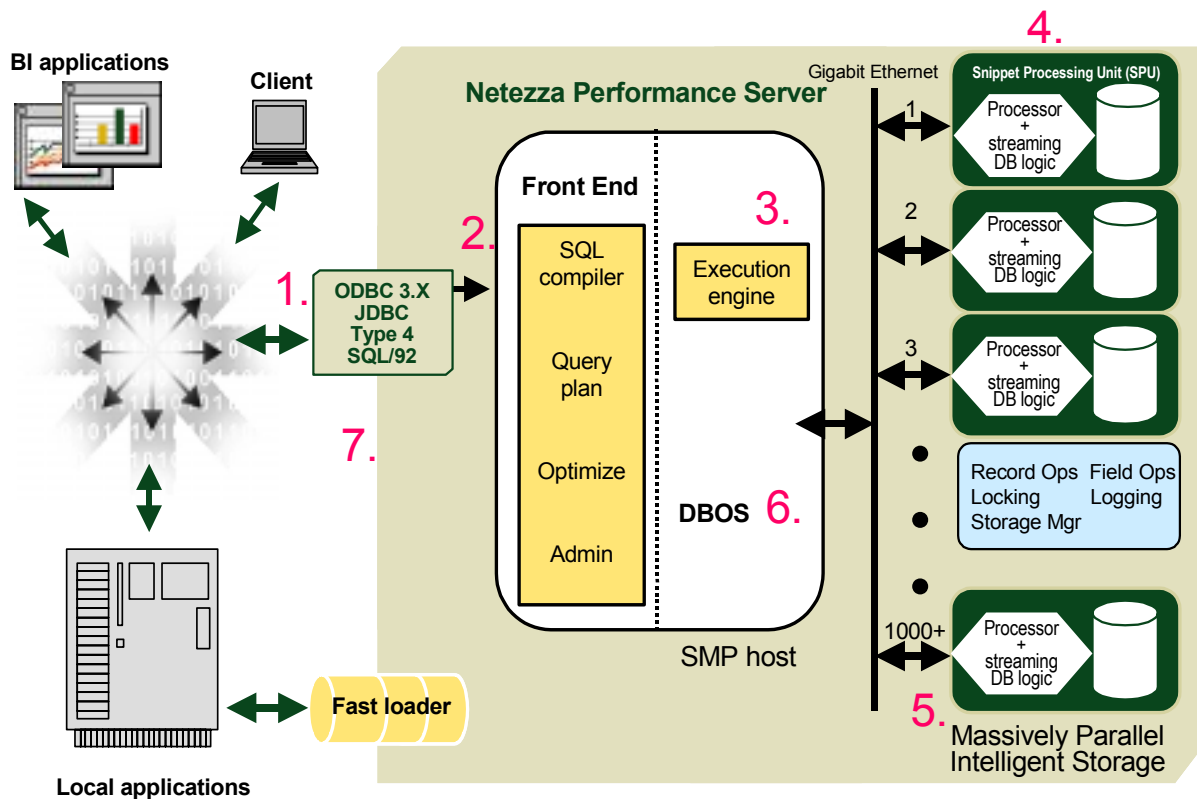 BI applications
Client
Local applications
1.
ODBC 3.X
JDBC
Type 4
SQL/92
7.
Fast loader
Netezza Performance Server
2.
Front End
SQL
compiler
Query
plan
Optimize
Admin
3.
Execution
engine
DBOS
6.
SMP host
Gigabit Ethernet
4.
Snippet Processing Unit (SPU)
1
Processor
+
streaming
DB logic
2
Processor
+
streaming
DB logic
3
Processor
+
streaming
DB logic
Record Ops Field Ops
Locking Logging
Storage Mgr
1000+
Processor
+
streaming
DB logic
5.
Massively Parallel
Intelligent Storage